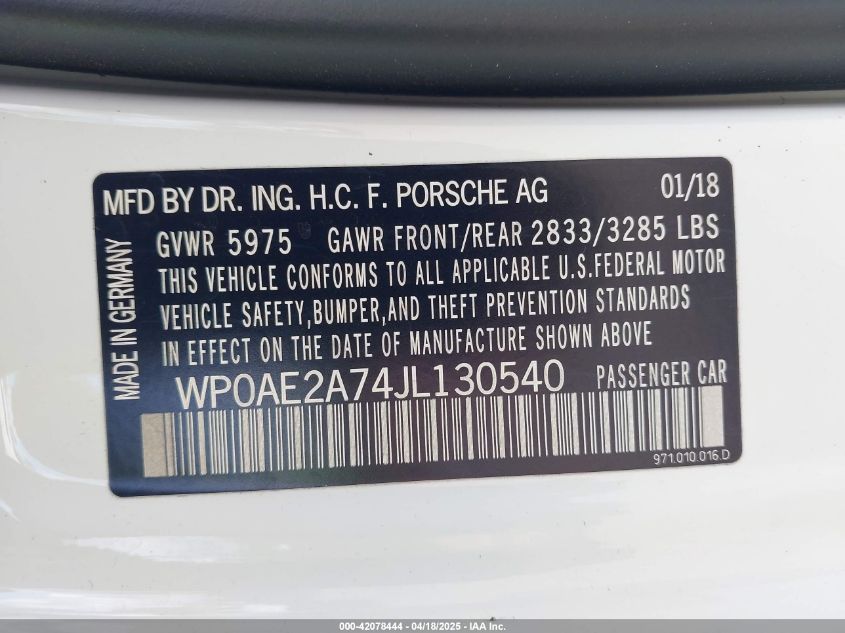 MFD BY DR. ING. H.C. F. PORSCHE AG 01/18
GVWR 5975 GAWR FRONT/REAR 2833/3285 LBS
THIS VEHICLE CONFORMS TO ALL APPLICABLE U.S.FEDERAL MOTOR
VEHICLE SAFETY,BUMPER,AND THEFT PREVENTION STANDARDS
IN EFFECT ON THE DATE OF MANUFACTURE SHOWN ABOVE
WP0AE2A74JL130540 PASSENGER CAR
971.010.016.D
MADE IN GERMANY
000-42078444 - 04/18/2025 - IAA Inc.